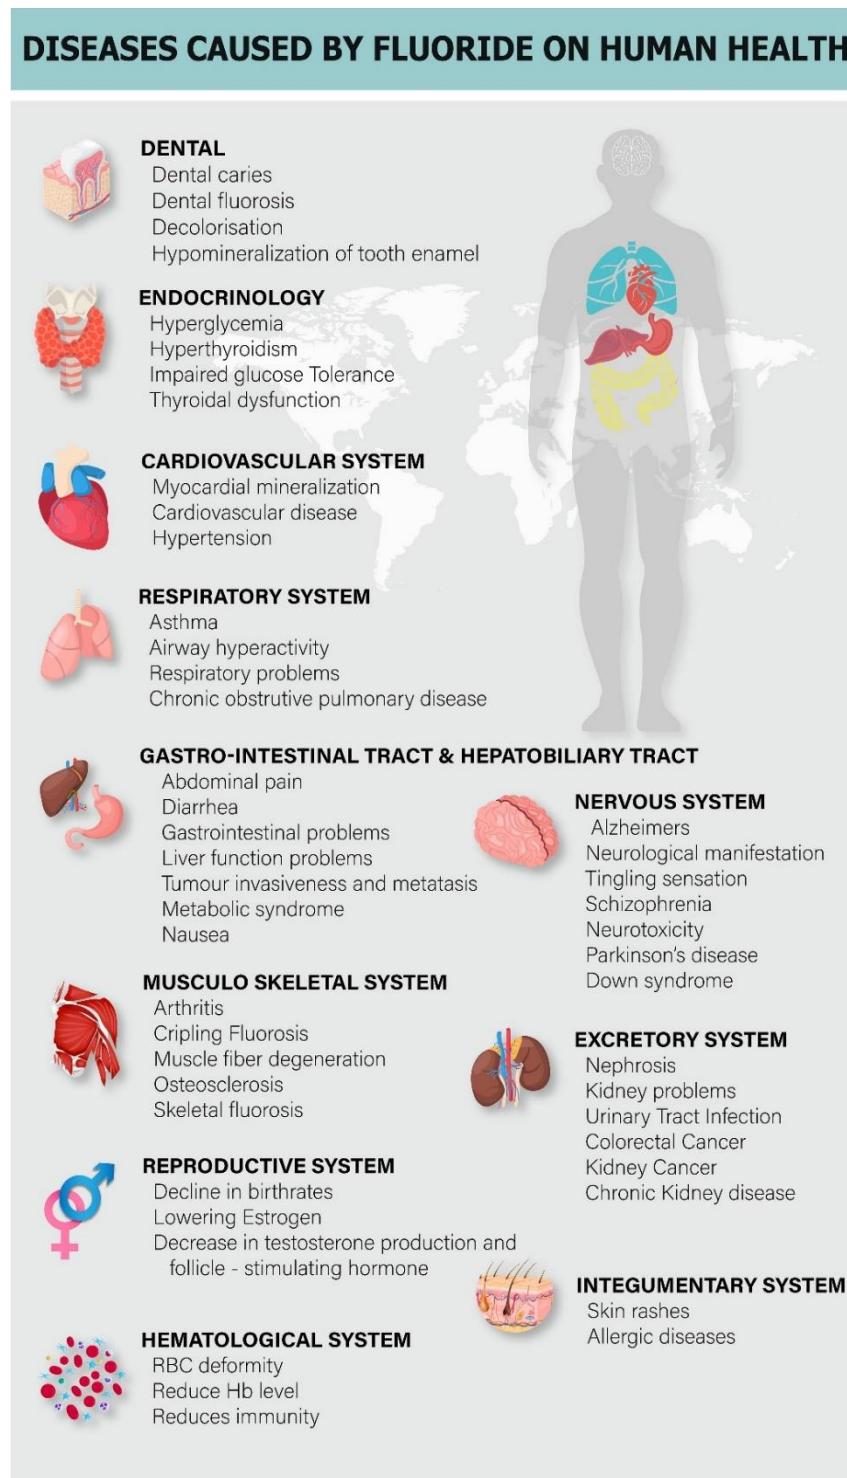 DISEASES CAUSED BY FLUORIDE ON HUMAN HEALTH
DENTAL
Dental caries
Dental fluorosis
Decolorisation
Hypomineralization of tooth enamel
ENDOCRINOLOGY
Hyperglycemia
Hyperthyroidism
Impaired glucose Tolerance
Thyroidal dysfunction
CARDIOVASCULAR SYSTEM
Myocardial mineralization
Cardiovascular disease
Hypertension
RESPIRATORY SYSTEM
Asthma
Airway hyperactivity
Respiratory problems
Chronic obstrutive pulmonary disease
GASTRO-INTESTINAL TRACT & HEPATOBILIARY TRACT
Abdominal pain
Diarrhea
Gastrointestinal problems
Liver function problems
Tumour invasiveness and metatasis
Metabolic syndrome
Nausea
NERVOUS SYSTEM
Alzheimers
Neurological manifestation
Tingling sensation
Schizophrenia
Neurotoxicity
Parkinson's disease
Down syndrome
MUSCULO SKELETAL SYSTEM
Arthritis
Cripling Fluorosis
Muscle fiber degeneration
Osteosclerosis
Skeletal fluorosis
EXCRETORY SYSTEM
Nephrosis
Kidney problems
Urinary Tract Infection
Colorectal Cancer
Kidney Cancer
Chronic Kidney disease
REPRODUCTIVE SYSTEM
Decline in birthrates
Lowering Estrogen
Decrease in testosterone production and
follicle - stimulating hormone
INTEGUMENTARY SYSTEM
Skin rashes
Allergic diseases
HEMATOLOGICAL SYSTEM
RBC deformity
Reduce Hb level
Reduces immunity